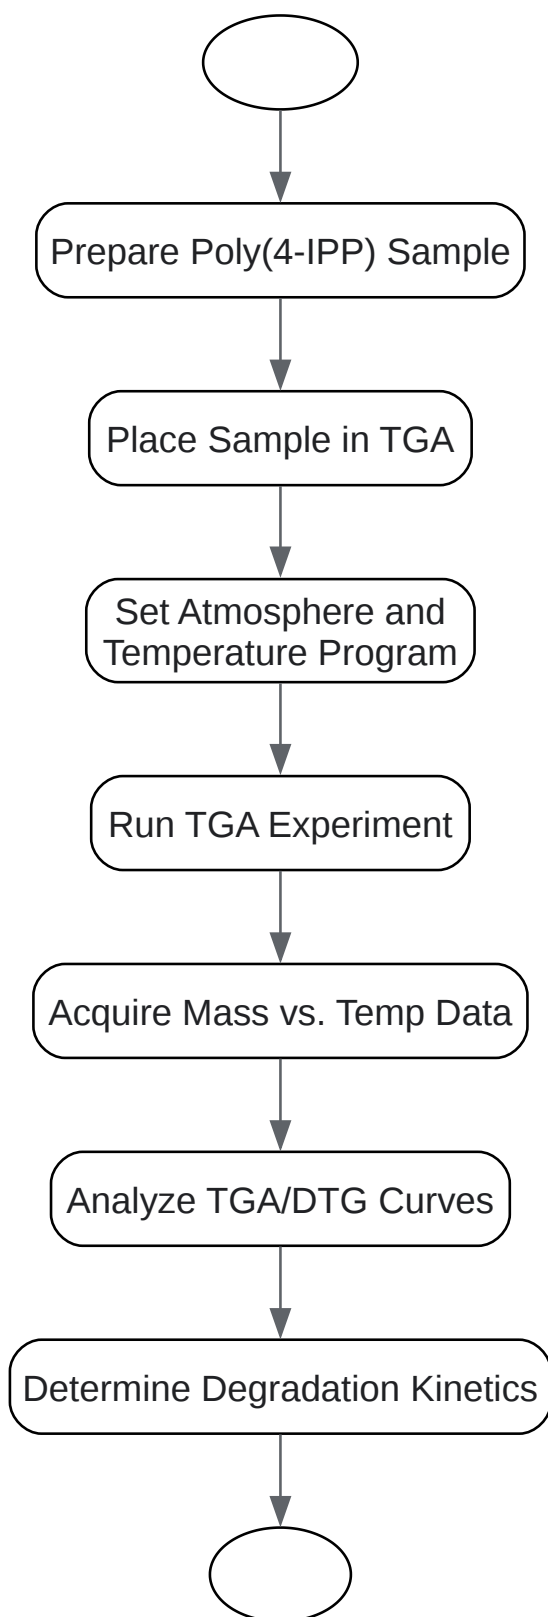 Prepare Poly(4-IPP) Sample
Place Sample in TGA
Set Atmosphere and
Temperature Program
Run TGA Experiment
Acquire Mass vs. Temp Data
Analyze TGA/DTG Curves
Determine Degradation Kinetics